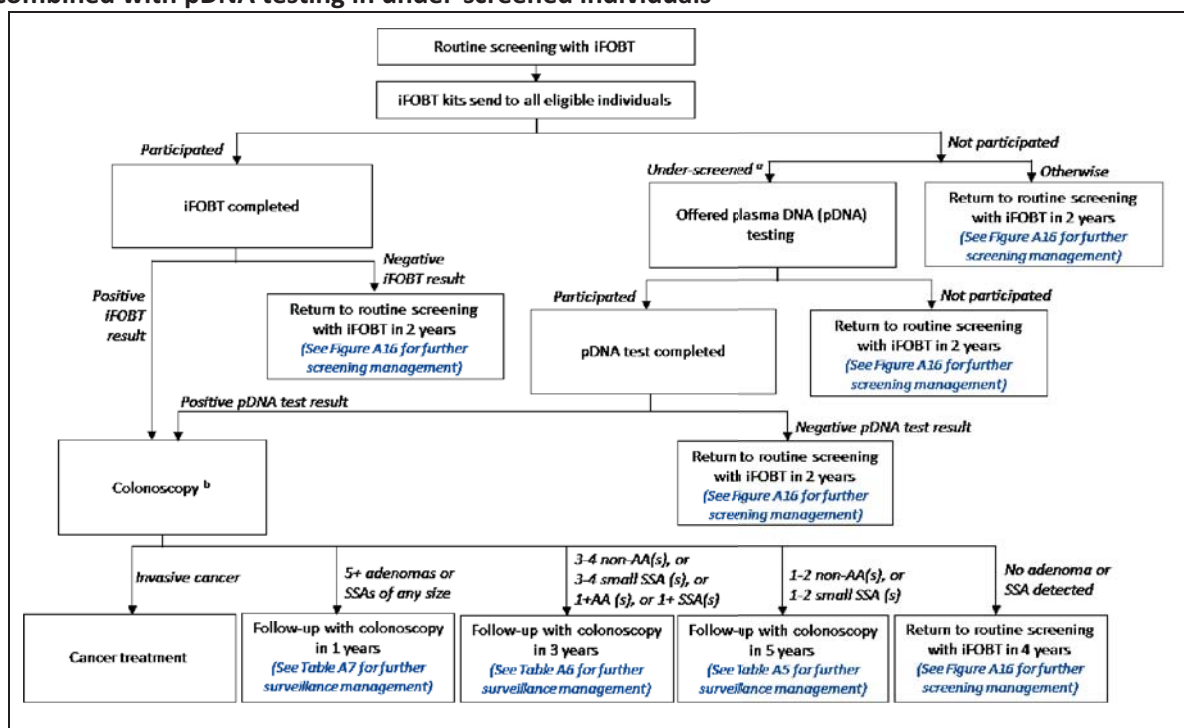 combined with pDNA testing in under-screened individuals
Routine screening with iFOBT
iFOBT kits send to all eligible individuals
Participated
Not participated
Under-screened a
Otherwise
iFOBT completed
Offered plasma DNA (pDNA)
testing
Return to routine screening
with iFOBT in 2 years
(See Figure A16 for further
screening management)
Positive
iFOBT
result
Negative
iFOBT result
Return to routine screening
with iFOBT in 2 years
(See Figure A16 for further
screening management)
Participated
Not participated
pDNA test completed
Return to routine screening
with iFOBT in 2 years
(See Figure A16 for further
screening management)
Positive pDNA test result
Negative pDNA test result
Colonoscopy b
Return to routine screening
with iFOBT in 2 years
(See Figure A16 for further
screening management)
Invasive cancer
5+ adenomas or
SSAs of any size
3-4 non-AA(s), or
3-4 small SSA (s), or
1+AA (s), or 1+ SSA(s)
1-2 non-AA(s), or
1-2 small SSA (s)
No adenoma or
SSA detected
Cancer treatment
Follow-up with colonoscopy
in 1 years
(See Table A7 for further
surveillance management)
Follow-up with colonoscopy
in 3 years
(See Table A6 for further
surveillance management)
Follow-up with colonoscopy
in 5 years
(See Table A5 for further
surveillance management)
Return to routine screening
with iFOBT in 4 years
(See Figure A16 for further
screening management)